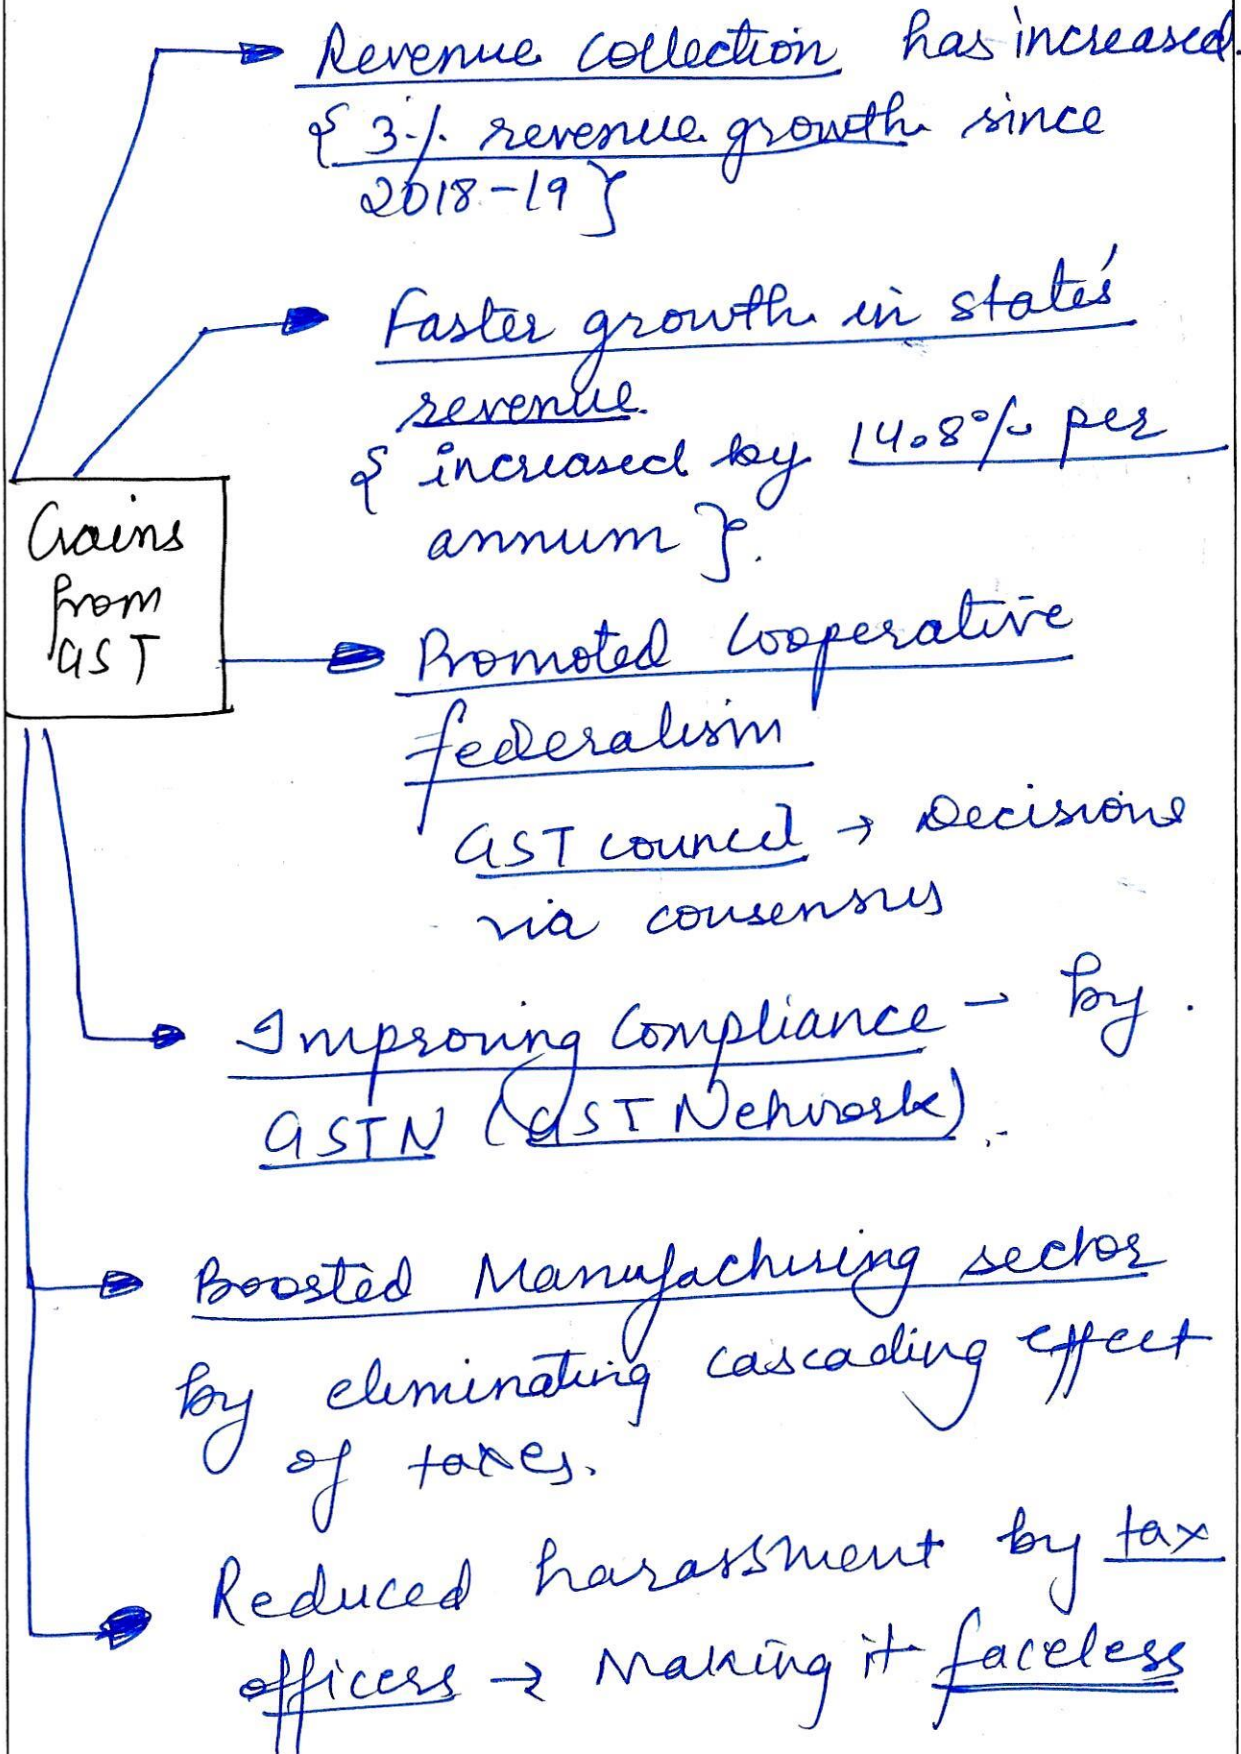 Revenue collection has increased.
{ 3% revenue growth since
2018-19 }
Faster growth in states'
revenue.
{ increased by 14.8% per
annum }.
Gains
from
GST
Promoted Cooperative
federalism
GST council → Decisions
via consensus
Improving Compliance - by
GSTN (GST Network).
Boosted Manufacturing sector
by eliminating cascading effect
of taxes.
Reduced harassment by tax
officers → Making it faceless